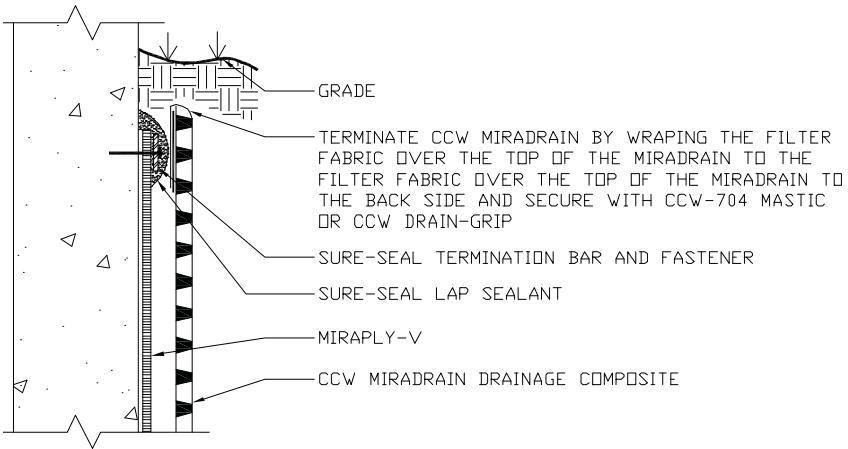 GRADE
TERMINATE CCW MIRADRAIN BY WRAPING THE FILTER
FABRIC OVER THE TOP OF THE MIRADRAIN TO THE
FILTER FABRIC OVER THE TOP OF THE MIRADRAIN TO
THE BACK SIDE AND SECURE WITH CCW-704 MASTIC
OR CCW DRAIN-GRIP
SURE-SEAL TERMINATION BAR AND FASTENER
SURE-SEAL LAP SEALANT
MIRAPLY-V
CCW MIRADRAIN DRAINAGE COMPOSITE